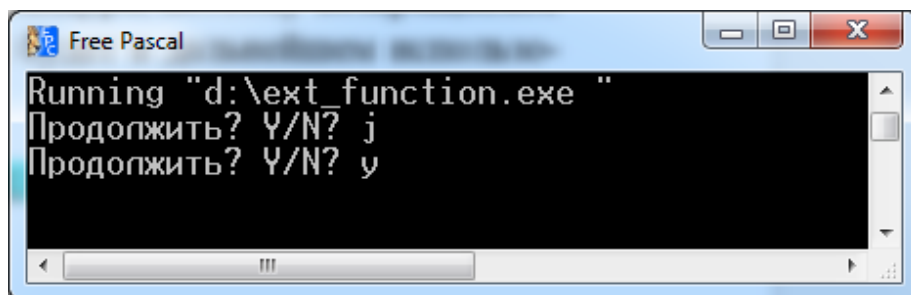 Free Pascal
Running "d:\ext_function.exe "
Продолжить? Y/N? j
Продолжить? Y/N? y